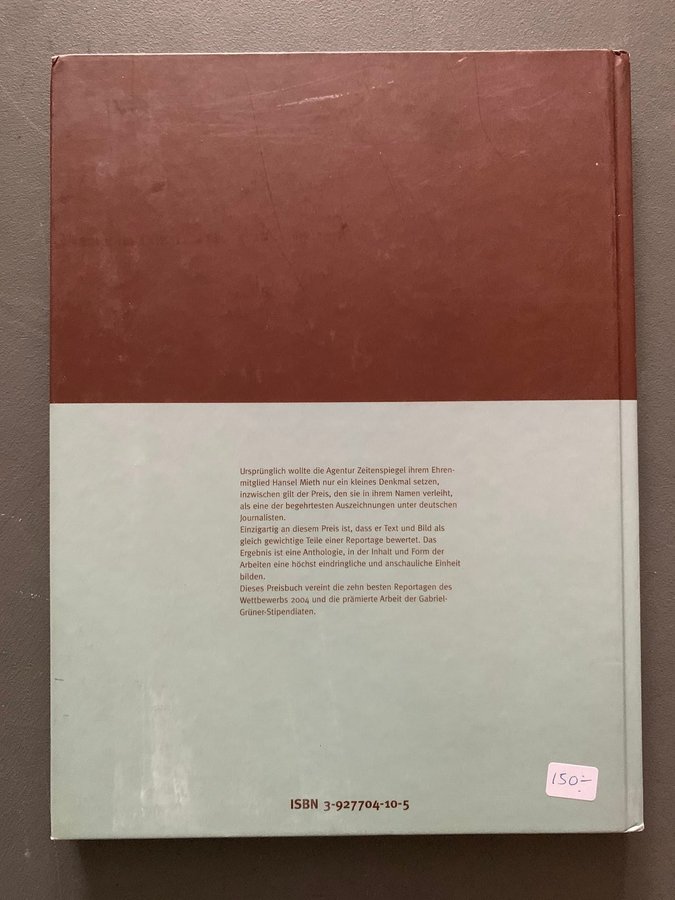 Ursprünglich wollte die Agentur Zeitenspiegel ihrem Ehren-
mitglied Hansel Mieth nur ein kleines Denkmal setzen,
inzwischen gilt der Preis, den sie in ihrem Namen verleiht,
als eine der begehrtesten Auszeichnungen unter deutschen
Journalisten.
Einzigartig an diesem Preis ist, dass er Text und Bild als
gleich gewichtige Teile einer Reportage bewertet. Das
Ergebnis ist eine Anthologie, in der Inhalt und Form der
Arbeiten eine höchst eindringliche und anschauliche Einheit
bilden.
Dieses Preisbuch vereint die zehn besten Reportagen des
Wettbewerbs 2004 und die prämierte Arbeit der Gabriel-
Grüner-Stipendiaten.
150:-
ISBN 3-927704-10-5